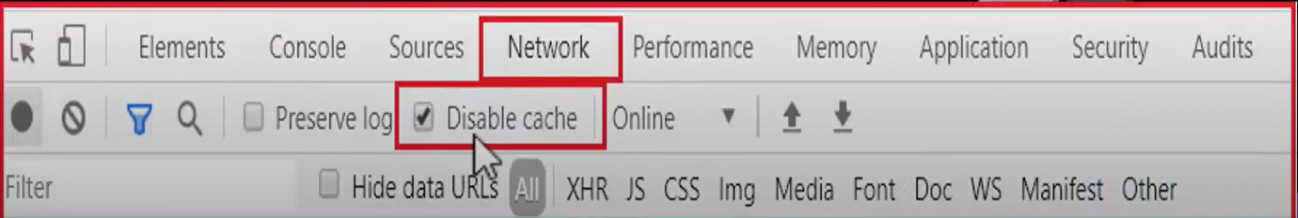 Elements Console Sources Network Performance Memory Application Security Audits
Preserve log Disable cache Online
Filter Hide data URLs All XHR JS CSS Img Media Font Doc WS Manifest Other